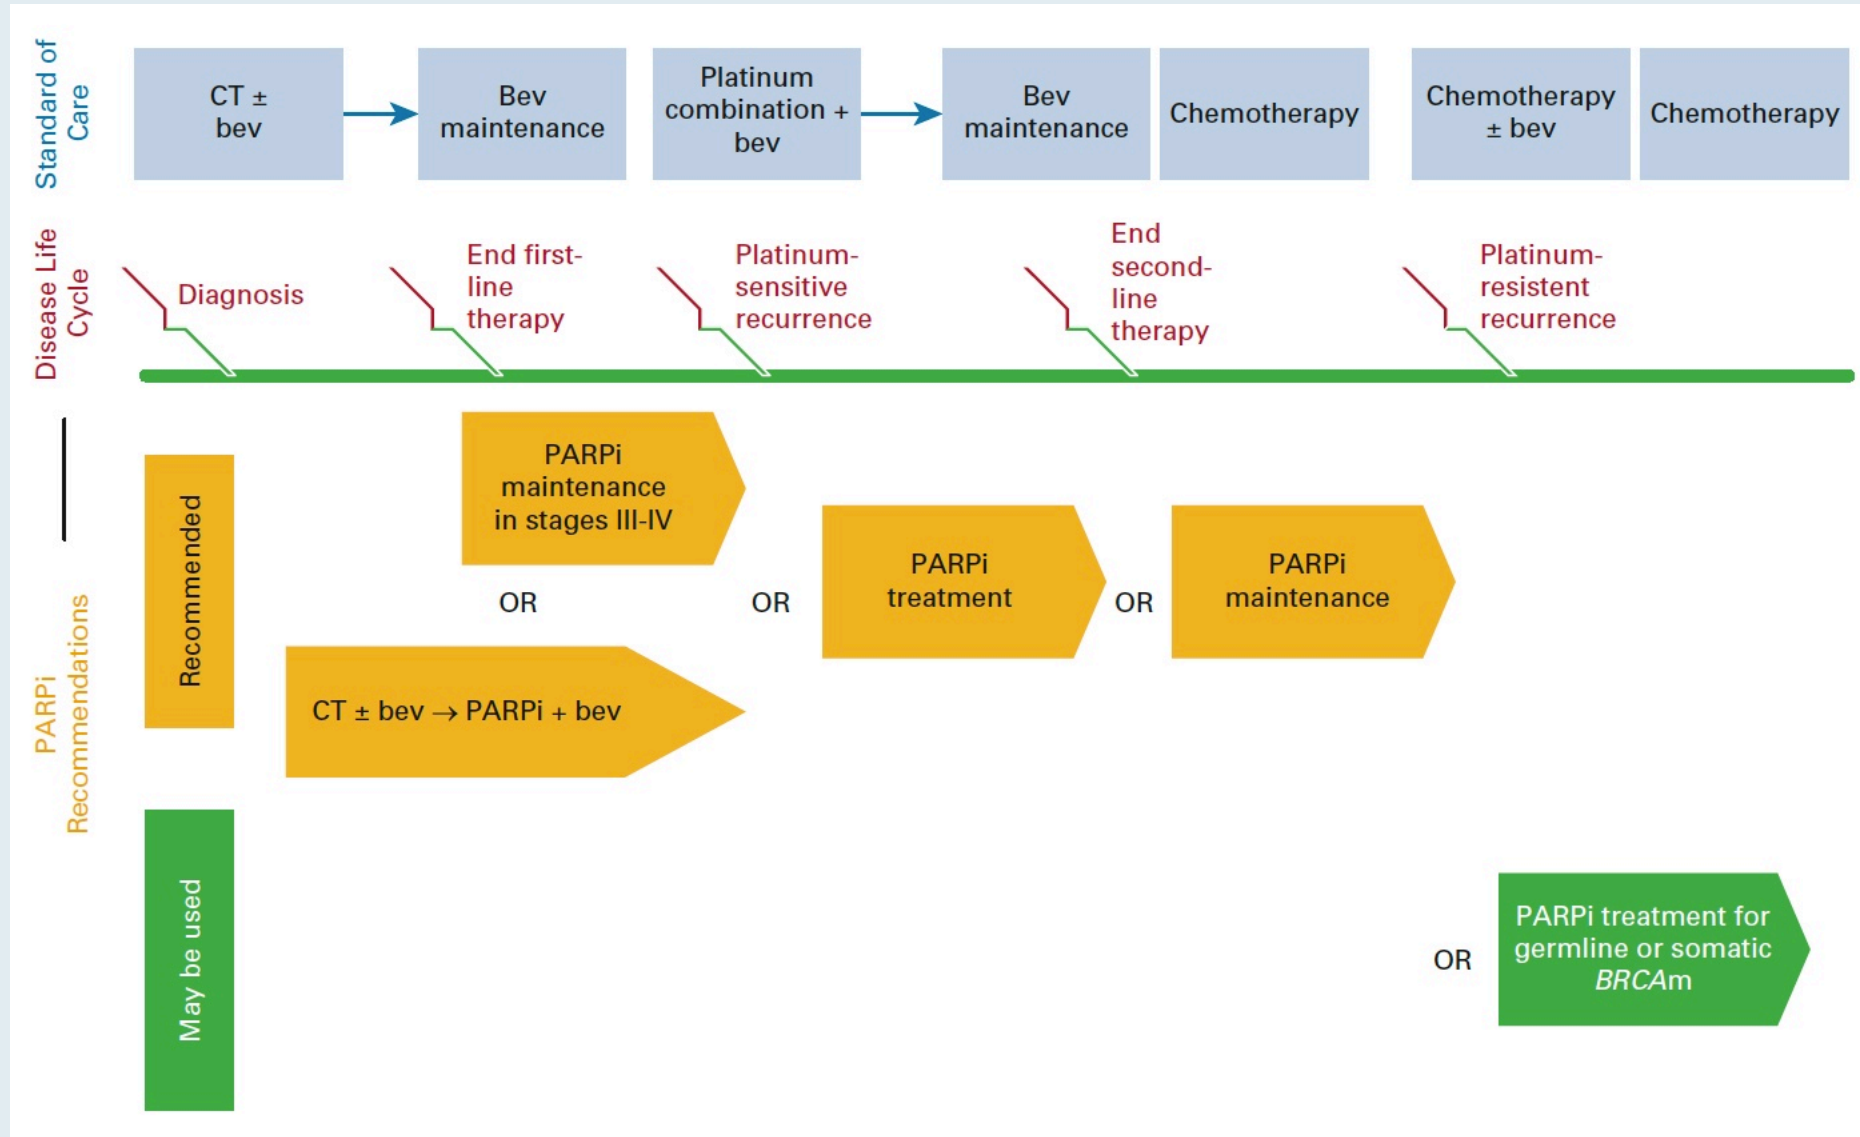 Standard of
Care
CT ±
bev
Bev
maintenance
Platinum
combination +
bev
Bev
maintenance
Chemotherapy
Chemotherapy
± bev
Chemotherapy
Disease Life
Cycle
Diagnosis
End first-
line
therapy
Platinum-
sensitive
recurrence
End
second-
line
therapy
Platinum-
resistent
recurrence
PARPi
Recommendations
Recommended
PARPi
maintenance
in stages III-IV
OR
CT ± bev → PARPi + bev
OR
PARPi
treatment
OR
PARPi
maintenance
May be used
OR
PARPi treatment for
germline or somatic
BRCAm